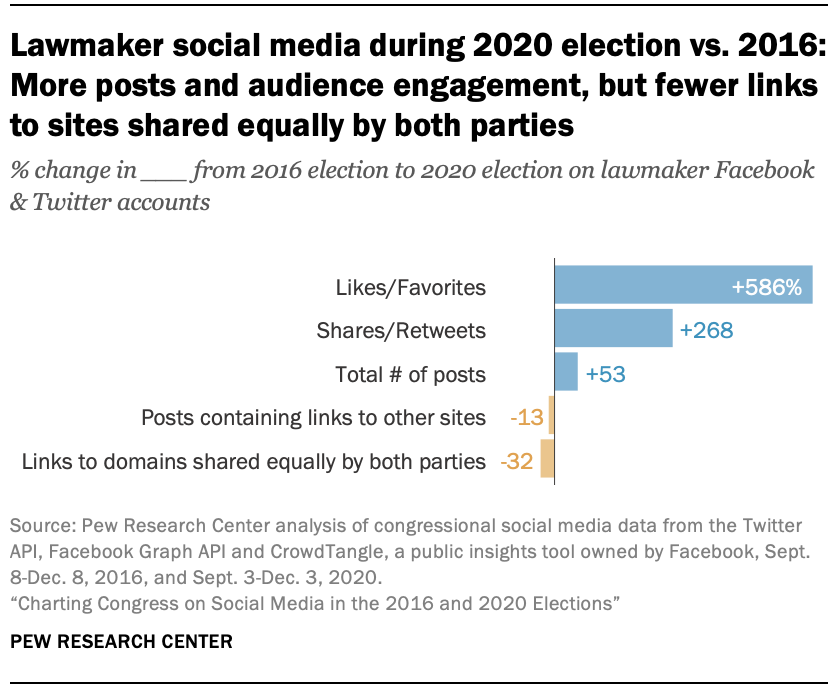 Lawmaker social media during 2020 election vs. 2016:
More posts and audience engagement, but fewer links
to sites shared equally by both parties
% change in ___ from 2016 election to 2020 election on lawmaker Facebook
& Twitter accounts
Likes/Favorites +586%
Shares/Retweets +268
Total # of posts +53
Posts containing links to other sites -13
Links to domains shared equally by both parties -32
Source: Pew Research Center analysis of congressional social media data from the Twitter
API, Facebook Graph API and CrowdTangle, a public insights tool owned by Facebook, Sept.
8-Dec. 8, 2016, and Sept. 3-Dec. 3, 2020.
“Charting Congress on Social Media in the 2016 and 2020 Elections”
PEW RESEARCH CENTER